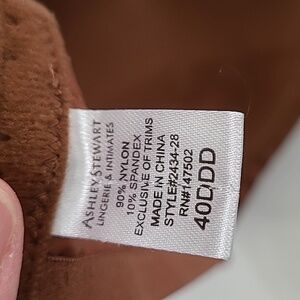 ASHLEY STEWART
LINGERIE & INTIMATES
90% NYLON
10% SPANDEX
EXCLUSIVE OF TRIMS
MADE IN CHINA
STYLE#2434-28
RN#147502
40DDD